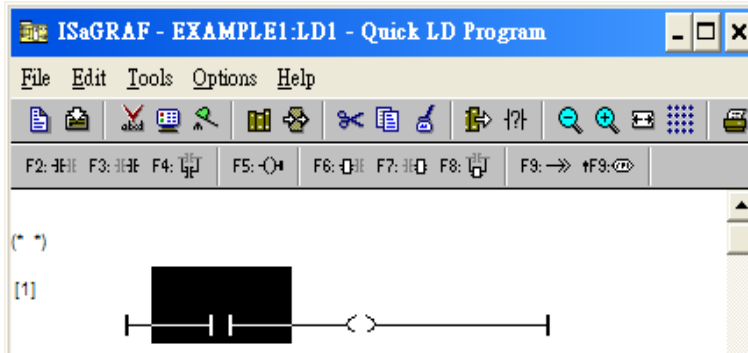 ISaGRAF - EXAMPLE1:LD1 - Quick LD Program
File Edit Tools Options Help
F2: F3: F4: F5: F6: F7: F8: F9: F9:
(* *)
[1]